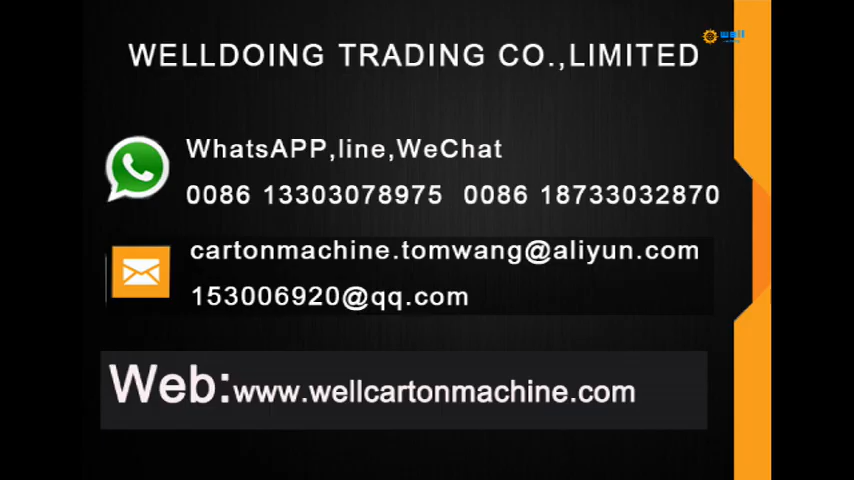 WELLDOING TRADING CO.,LIMITED
WhatsAPP,line,WeChat
0086 13303078975 0086 18733032870
cartonmachine.tomwang@aliyun.com
153006920@qq.com
Web:www.wellcartonmachine.com